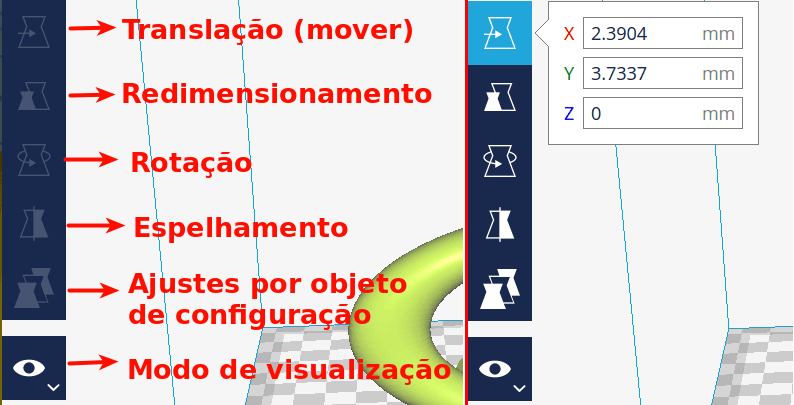 Translação (mover)
Redimensionamento
Rotação
Espelhamento
Ajustes por objeto
de configuração
Modo de visualização
X 2.3904 mm
Y 3.7337 mm
Z 0 mm